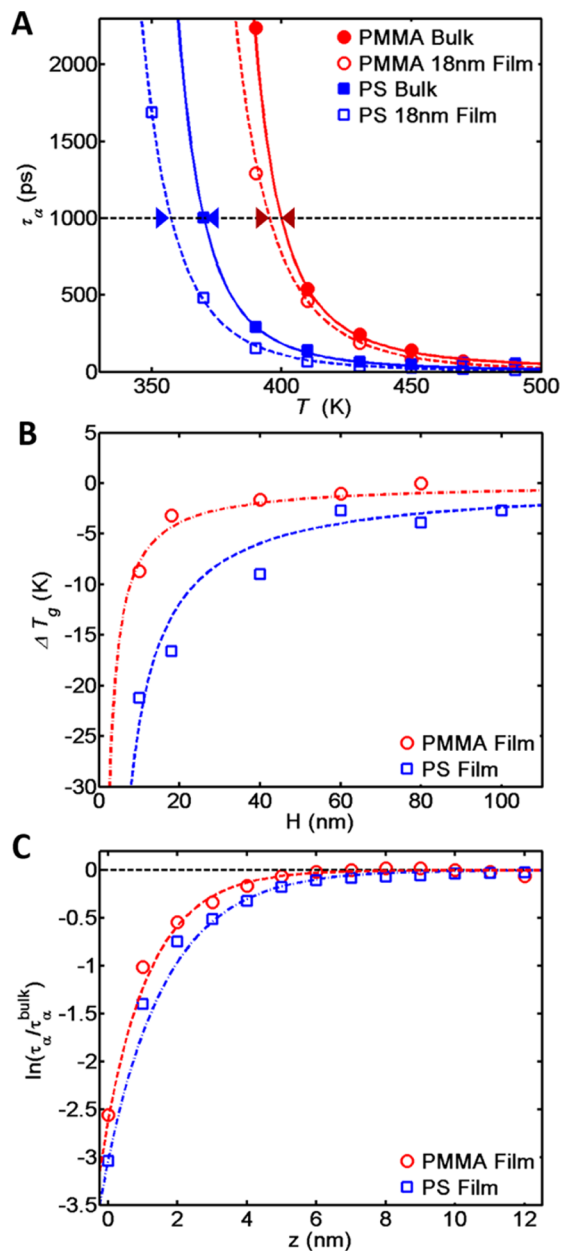 A
PMMA Bulk
PMMA 18nm Film
PS Bulk
PS 18nm Film
2000
1500
1000
500
0
τα (ps)
350 400 450 500
T (K)
B
5
0
-5
-10
-15
-20
-25
-30
Δ Tg (K)
PMMA Film
PS Film
0 20 40 60 80 100
H (nm)
C
0
-0.5
-1
-1.5
-2
-2.5
-3
-3.5
ln(τα/τα^bulk)
PMMA Film
PS Film
0 2 4 6 8 10 12
z (nm)